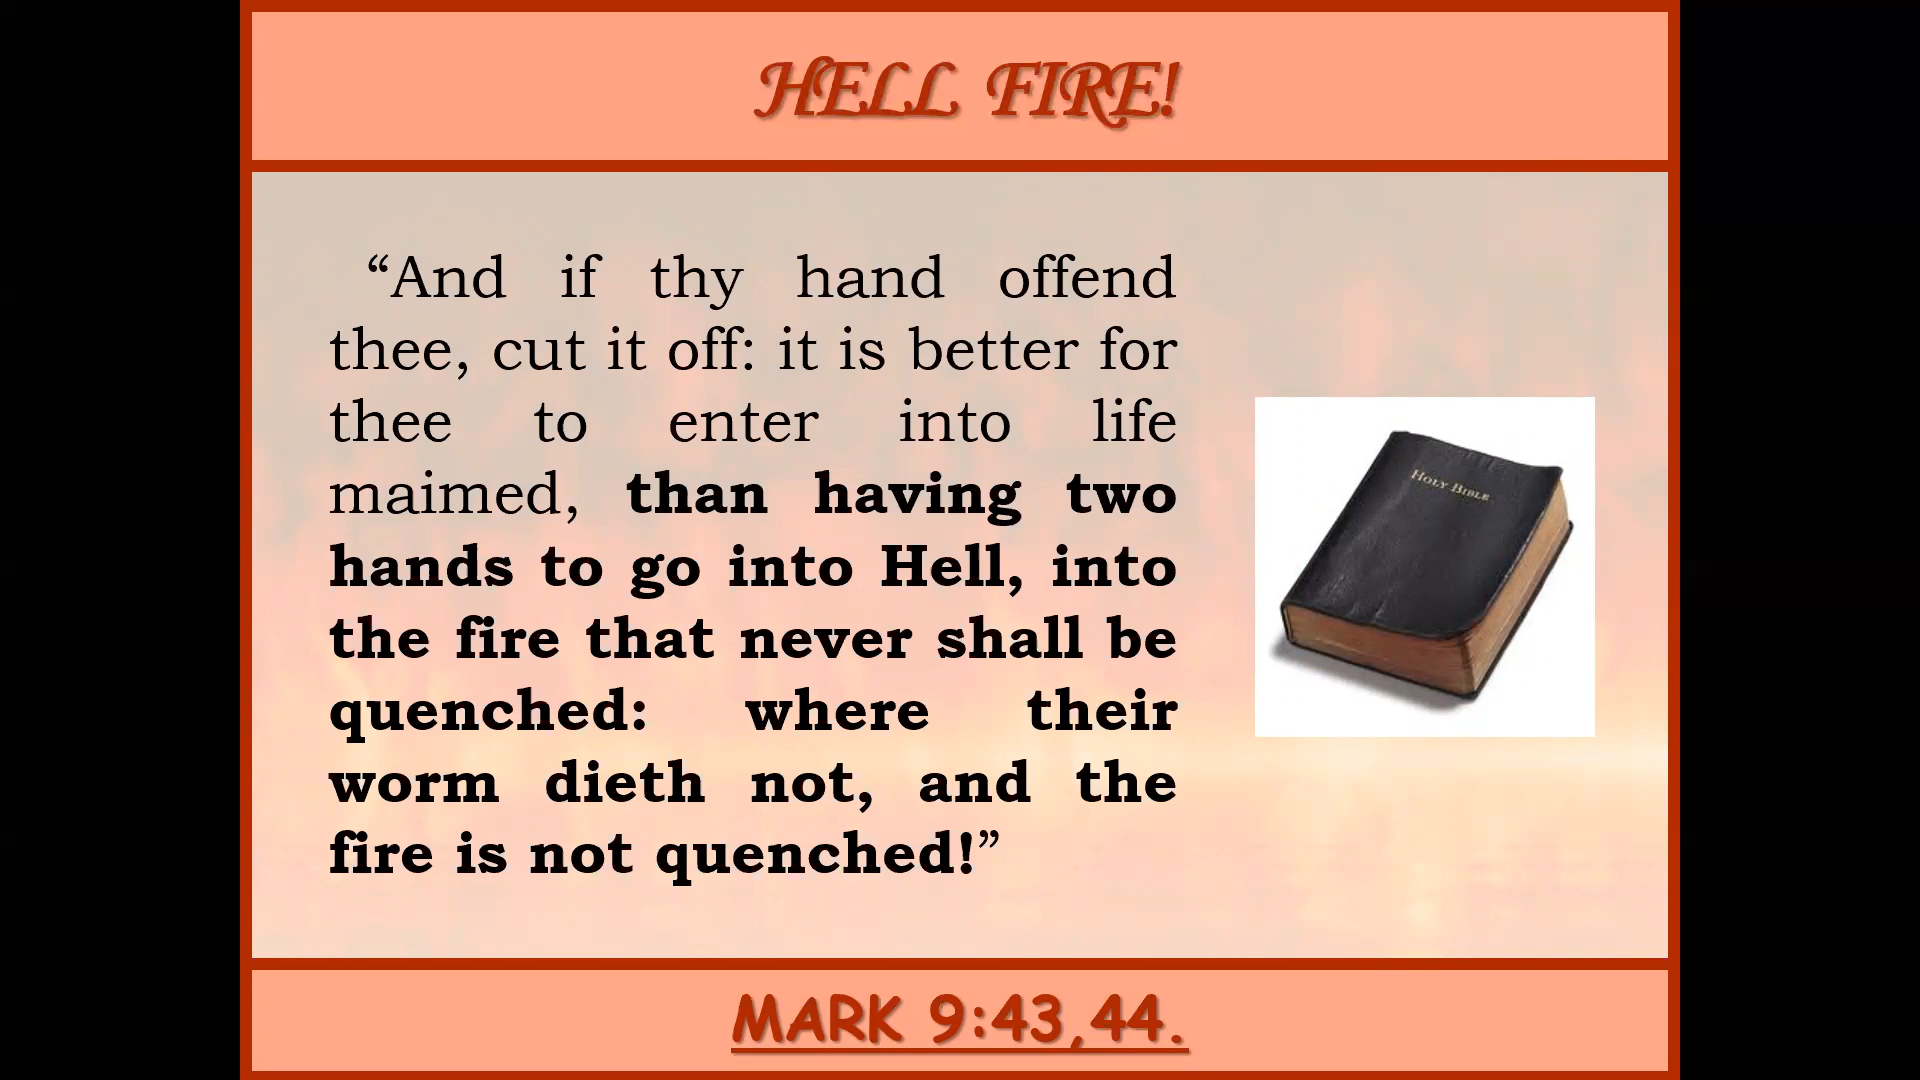 HELL FIRE!
“And if thy hand offend
thee, cut it off: it is better for
thee to enter into life
maimed, than having two
hands to go into Hell, into
the fire that never shall be
quenched: where their
worm dieth not, and the
fire is not quenched!”
HOLY BIBLE
MARK 9:43,44.